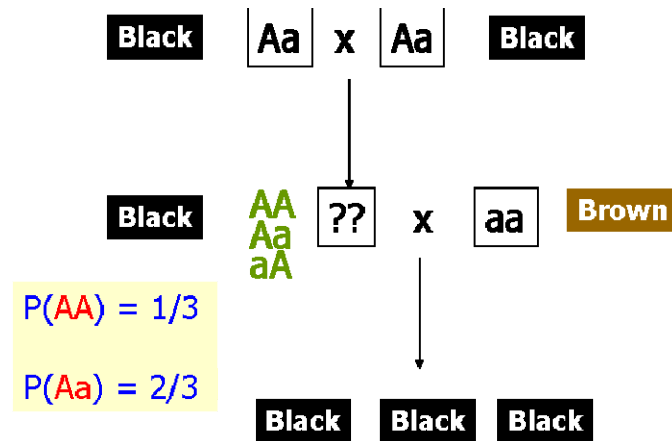 Black Aa x Aa Black
Black AA ?? x aa Brown
Aa
aA
P(AA) = 1/3
P(Aa) = 2/3
Black Black Black